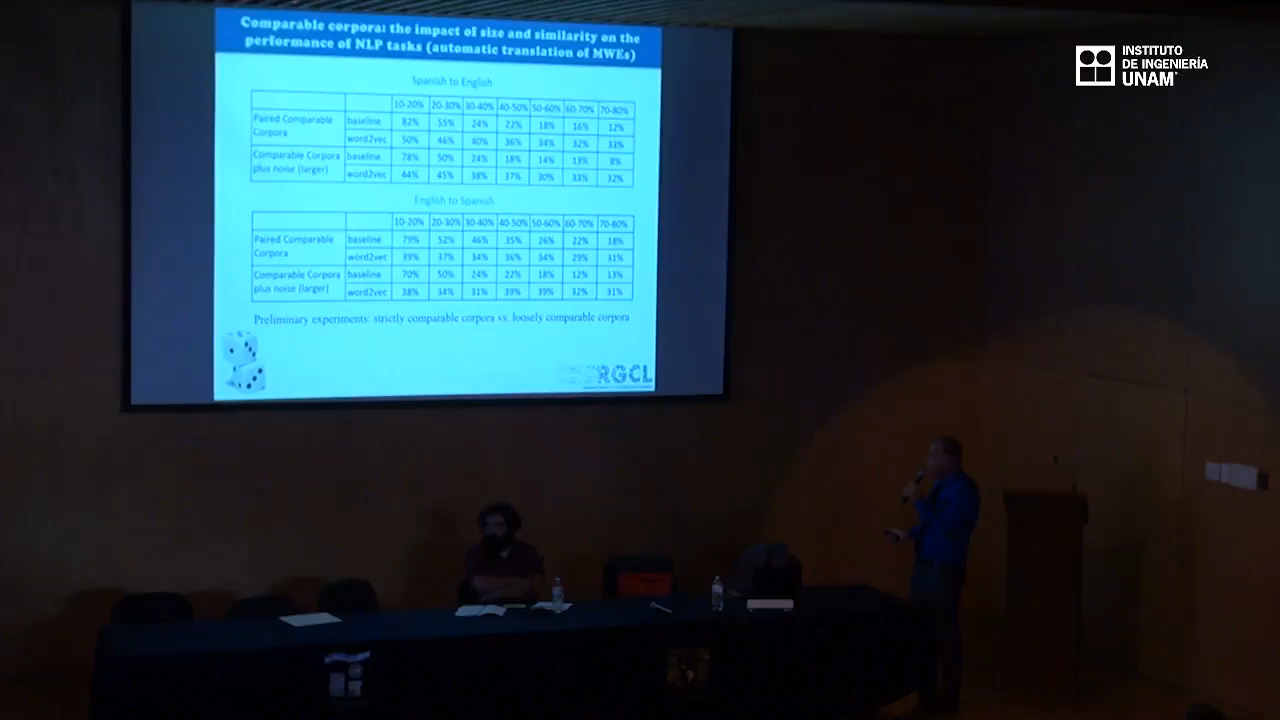 Comparable corpora: the impact of size and similarity on the
performance of NLP tasks (automatic translation of MWEs)
INSTITUTO
DE INGENIERÍA
UNAM
Spanish to English
10-20% 20-30% 30-40% 40-50% 50-60% 60-70% 70-80%
Paired Comparable Corpora baseline 82% 55% 24% 22% 18% 16% 12%
word2vec 50% 46% 40% 36% 34% 32% 33%
Comparable Corpora plus noise (larger) baseline 78% 50% 24% 18% 14% 13% 8%
word2vec 44% 45% 38% 37% 30% 33% 32%
English to Spanish
10-20% 20-30% 30-40% 40-50% 50-60% 60-70% 70-80%
Paired Comparable Corpora baseline 79% 52% 46% 35% 26% 22% 18%
word2vec 39% 37% 34% 36% 34% 29% 31%
Comparable Corpora plus noise (larger) baseline 70% 50% 24% 22% 18% 12% 13%
word2vec 38% 34% 31% 39% 39% 32% 31%
Preliminary experiments: strictly comparable corpora vs. loosely comparable corpora
RGCL